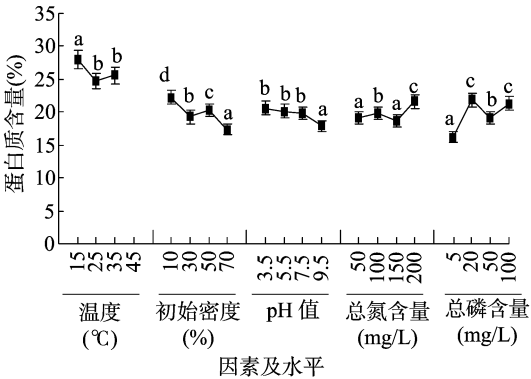 蛋白质含量(%)
35
30
25
20
15
10
5
0
a b b
d b c a
b b b a
a b a c
a c b c
15 25 35 45
10 30 50 70
3.5 5.5 7.5 9.5
50 100 150 200
5 20 50 100
温度
(℃)
初始密度
(%)
pH 值
总氮含量
(mg/L)
总磷含量
(mg/L)
因素及水平